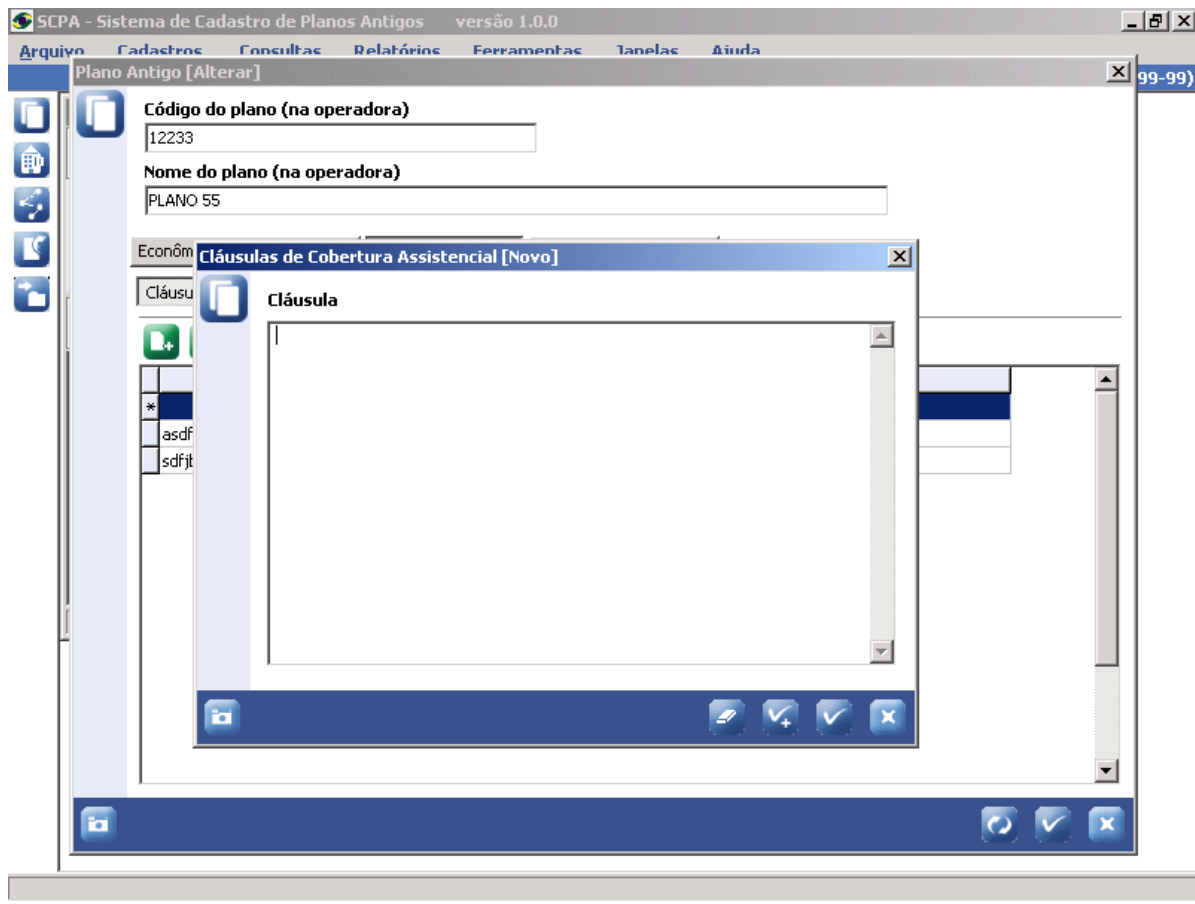 SCPA - Sistema de Cadastro de Planos Antigos versão 1.0.0
Arquivo Cadastros Consultas Relatórios Ferramentas Janelas Ajuda
Plano Antigo [Alterar]
99-99)
Código do plano (na operadora)
12233
Nome do plano (na operadora)
PLANO 55
Econôm
Cláusulas de Cobertura Assistencial [Novo]
Cláusu
Cláusula
*
asdf